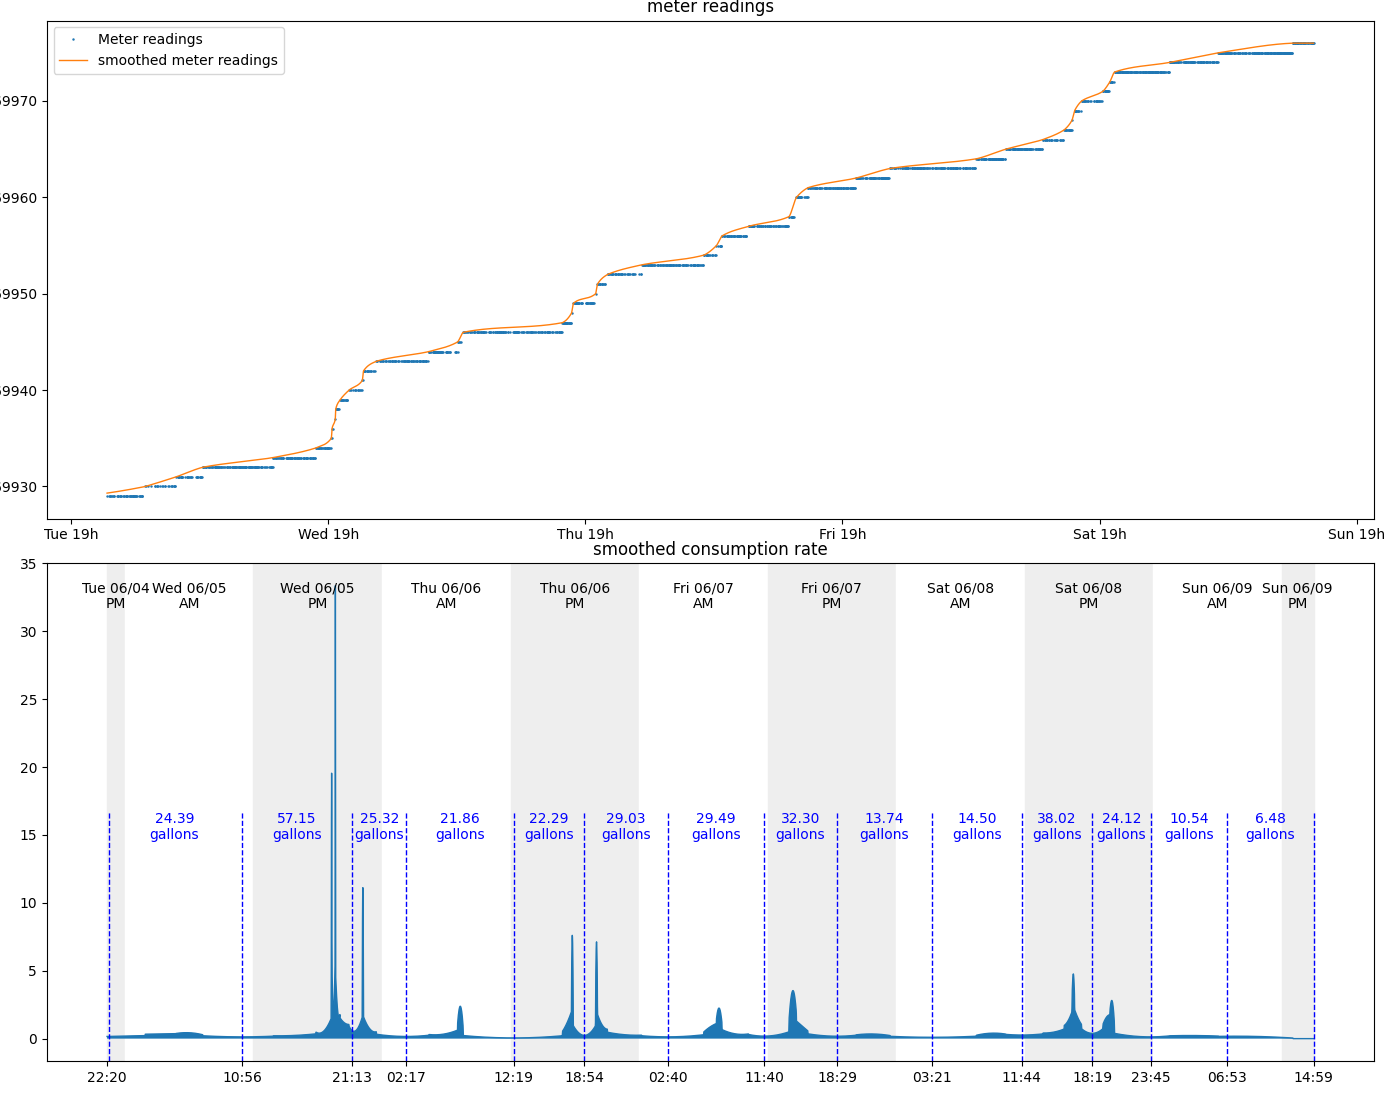 meter readings
Meter readings
smoothed meter readings
9970
9960
9950
9940
9930
Tue 19h Wed 19h Thu 19h Fri 19h Sat 19h Sun 19h
smoothed consumption rate
35
30
25
20
15
10
5
0
Tue 06/04 Wed 06/05 Wed 06/05 Thu 06/06 Thu 06/06 Fri 06/07 Fri 06/07 Sat 06/08 Sat 06/08 Sun 06/09 Sun 06/09
PM AM PM AM PM AM PM AM PM AM PM
24.39 57.15 25.32 21.86 22.29 29.03 29.49 32.30 13.74 14.50 38.02 24.12 10.54 6.48
gallons gallons gallons gallons gallons gallons gallons gallons gallons gallons gallons gallons gallons gallons
22:20 10:56 21:13 02:17 12:19 18:54 02:40 11:40 18:29 03:21 11:44 18:19 23:45 06:53 14:59